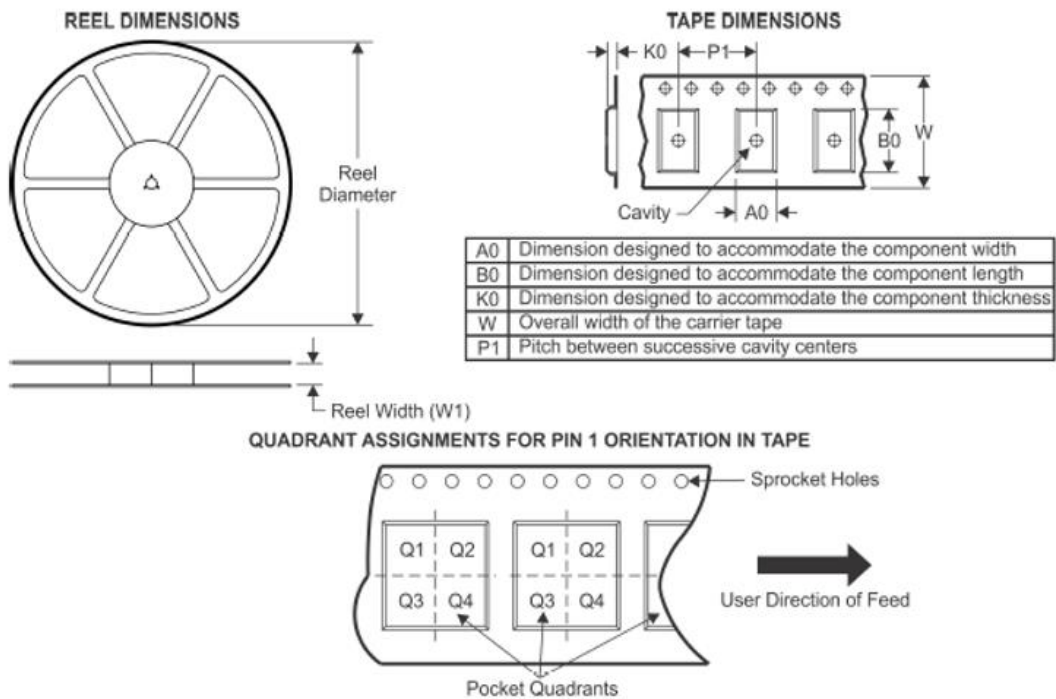 REEL DIMENSIONS
Reel
Diameter
Reel Width (W1)
TAPE DIMENSIONS
K0
P1
B0
W
Cavity
A0
A0 Dimension designed to accommodate the component width
B0 Dimension designed to accommodate the component length
K0 Dimension designed to accommodate the component thickness
W Overall width of the carrier tape
P1 Pitch between successive cavity centers
QUADRANT ASSIGNMENTS FOR PIN 1 ORIENTATION IN TAPE
Sprocket Holes
Q1 Q2 Q1 Q2
Q3 Q4 Q3 Q4
User Direction of Feed
Pocket Quadrants